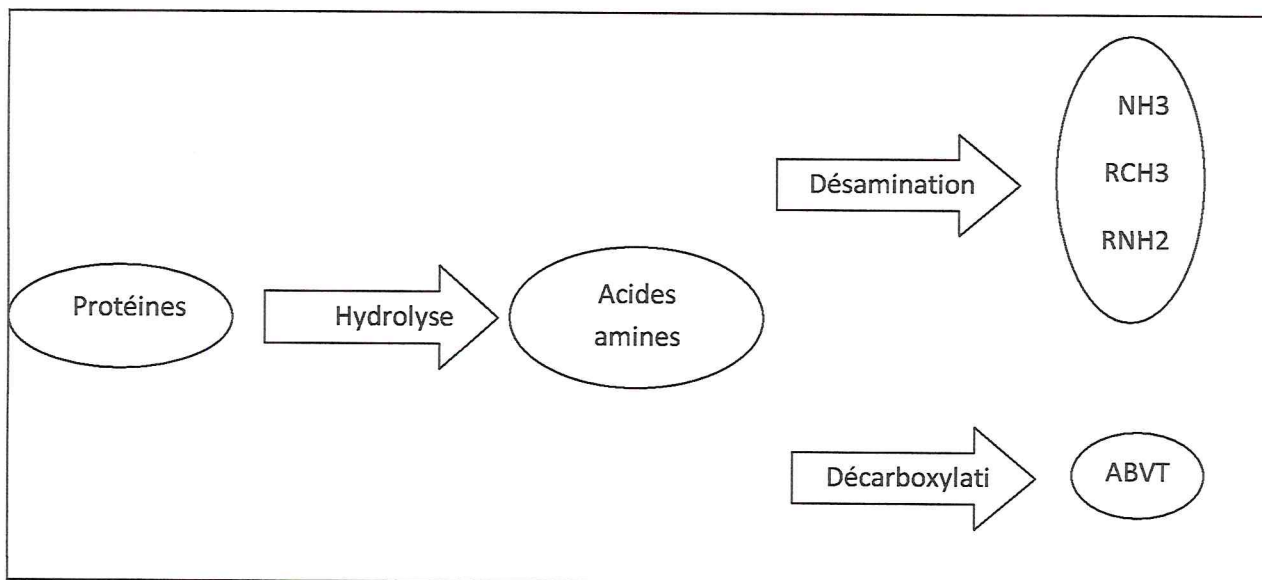 Protéines
Hydrolyse
Acides
amines
Désamination
NH3
RCH3
RNH2
Décarboxylati
ABVT